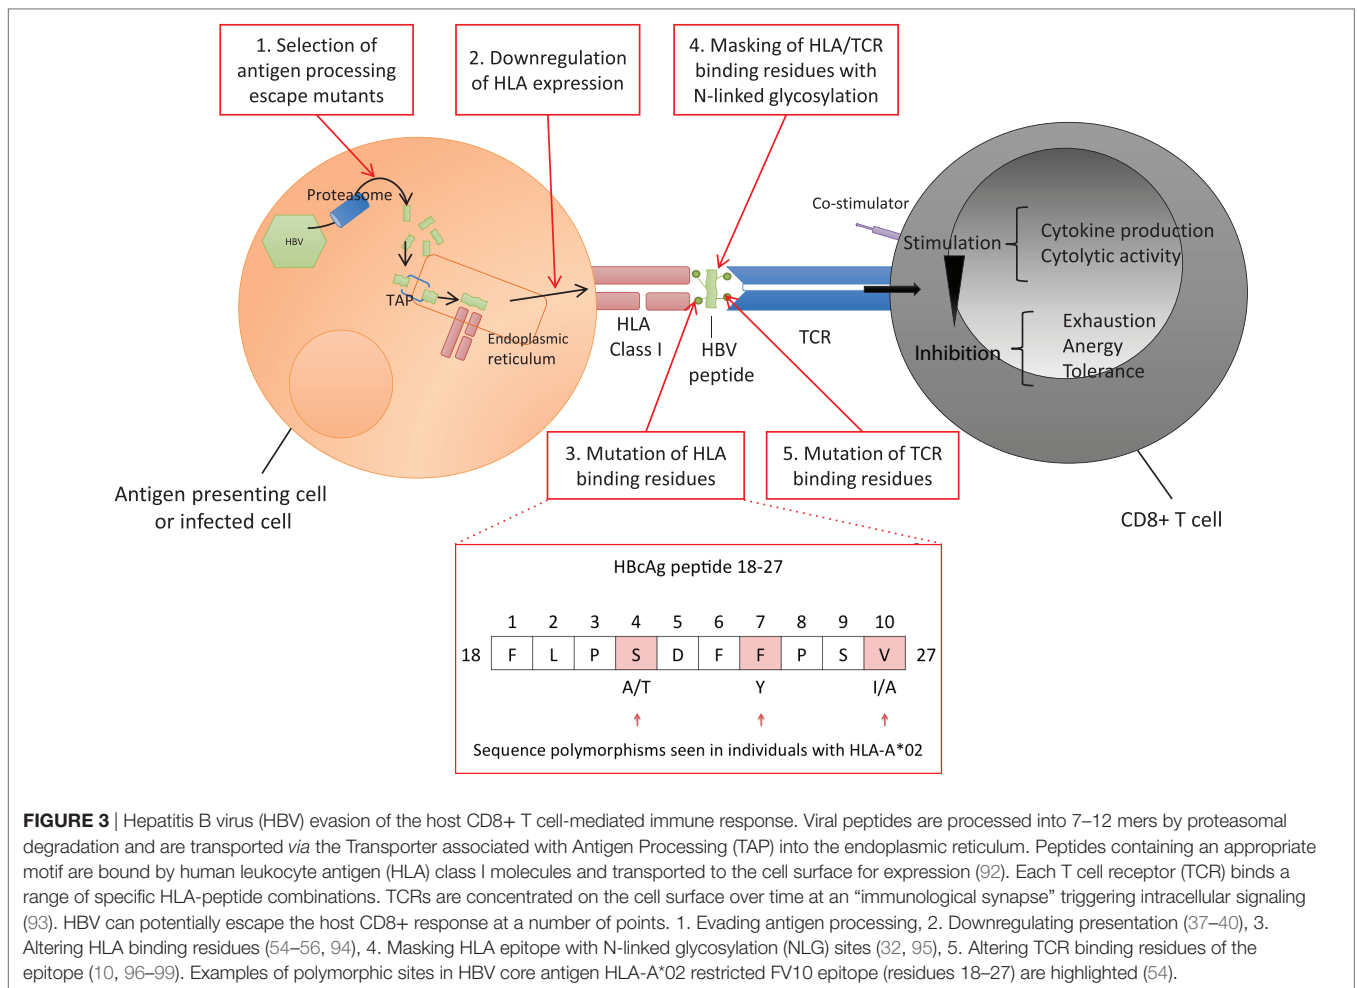 1. Selection of
antigen processing
escape mutants
2. Downregulation
of HLA expression
4. Masking of HLA/TCR
binding residues with
N-linked glycosylation
Proteasome
HBV
TAP
Endoplasmic
reticulum
HLA
Class I
HBV
peptide
TCR
Co-stimulator
Stimulation
Cytokine production
Cytolytic activity
Inhibition
Exhaustion
Anergy
Tolerance
3. Mutation of HLA
binding residues
5. Mutation of TCR
binding residues
Antigen presenting cell
or infected cell
CD8+ T cell
HBcAg peptide 18-27
1 2 3 4 5 6 7 8 9 10
18 F L P S D F F P S V 27
A/T Y I/A
Sequence polymorphisms seen in individuals with HLA-A*02
FIGURE 3 | Hepatitis B virus (HBV) evasion of the host CD8+ T cell-mediated immune response. Viral peptides are processed into 7–12 mers by proteasomal
degradation and are transported via the Transporter associated with Antigen Processing (TAP) into the endoplasmic reticulum. Peptides containing an appropriate
motif are bound by human leukocyte antigen (HLA) class I molecules and transported to the cell surface for expression (92). Each T cell receptor (TCR) binds a
range of specific HLA-peptide combinations. TCRs are concentrated on the cell surface over time at an “immunological synapse” triggering intracellular signaling
(93). HBV can potentially escape the host CD8+ response at a number of points. 1. Evading antigen processing, 2. Downregulating presentation (37–40), 3.
Altering HLA binding residues (54–56, 94), 4. Masking HLA epitope with N-linked glycosylation (NLG) sites (32, 95), 5. Altering TCR binding residues of the
epitope (10, 96–99). Examples of polymorphic sites in HBV core antigen HLA-A*02 restricted FV10 epitope (residues 18–27) are highlighted (54).